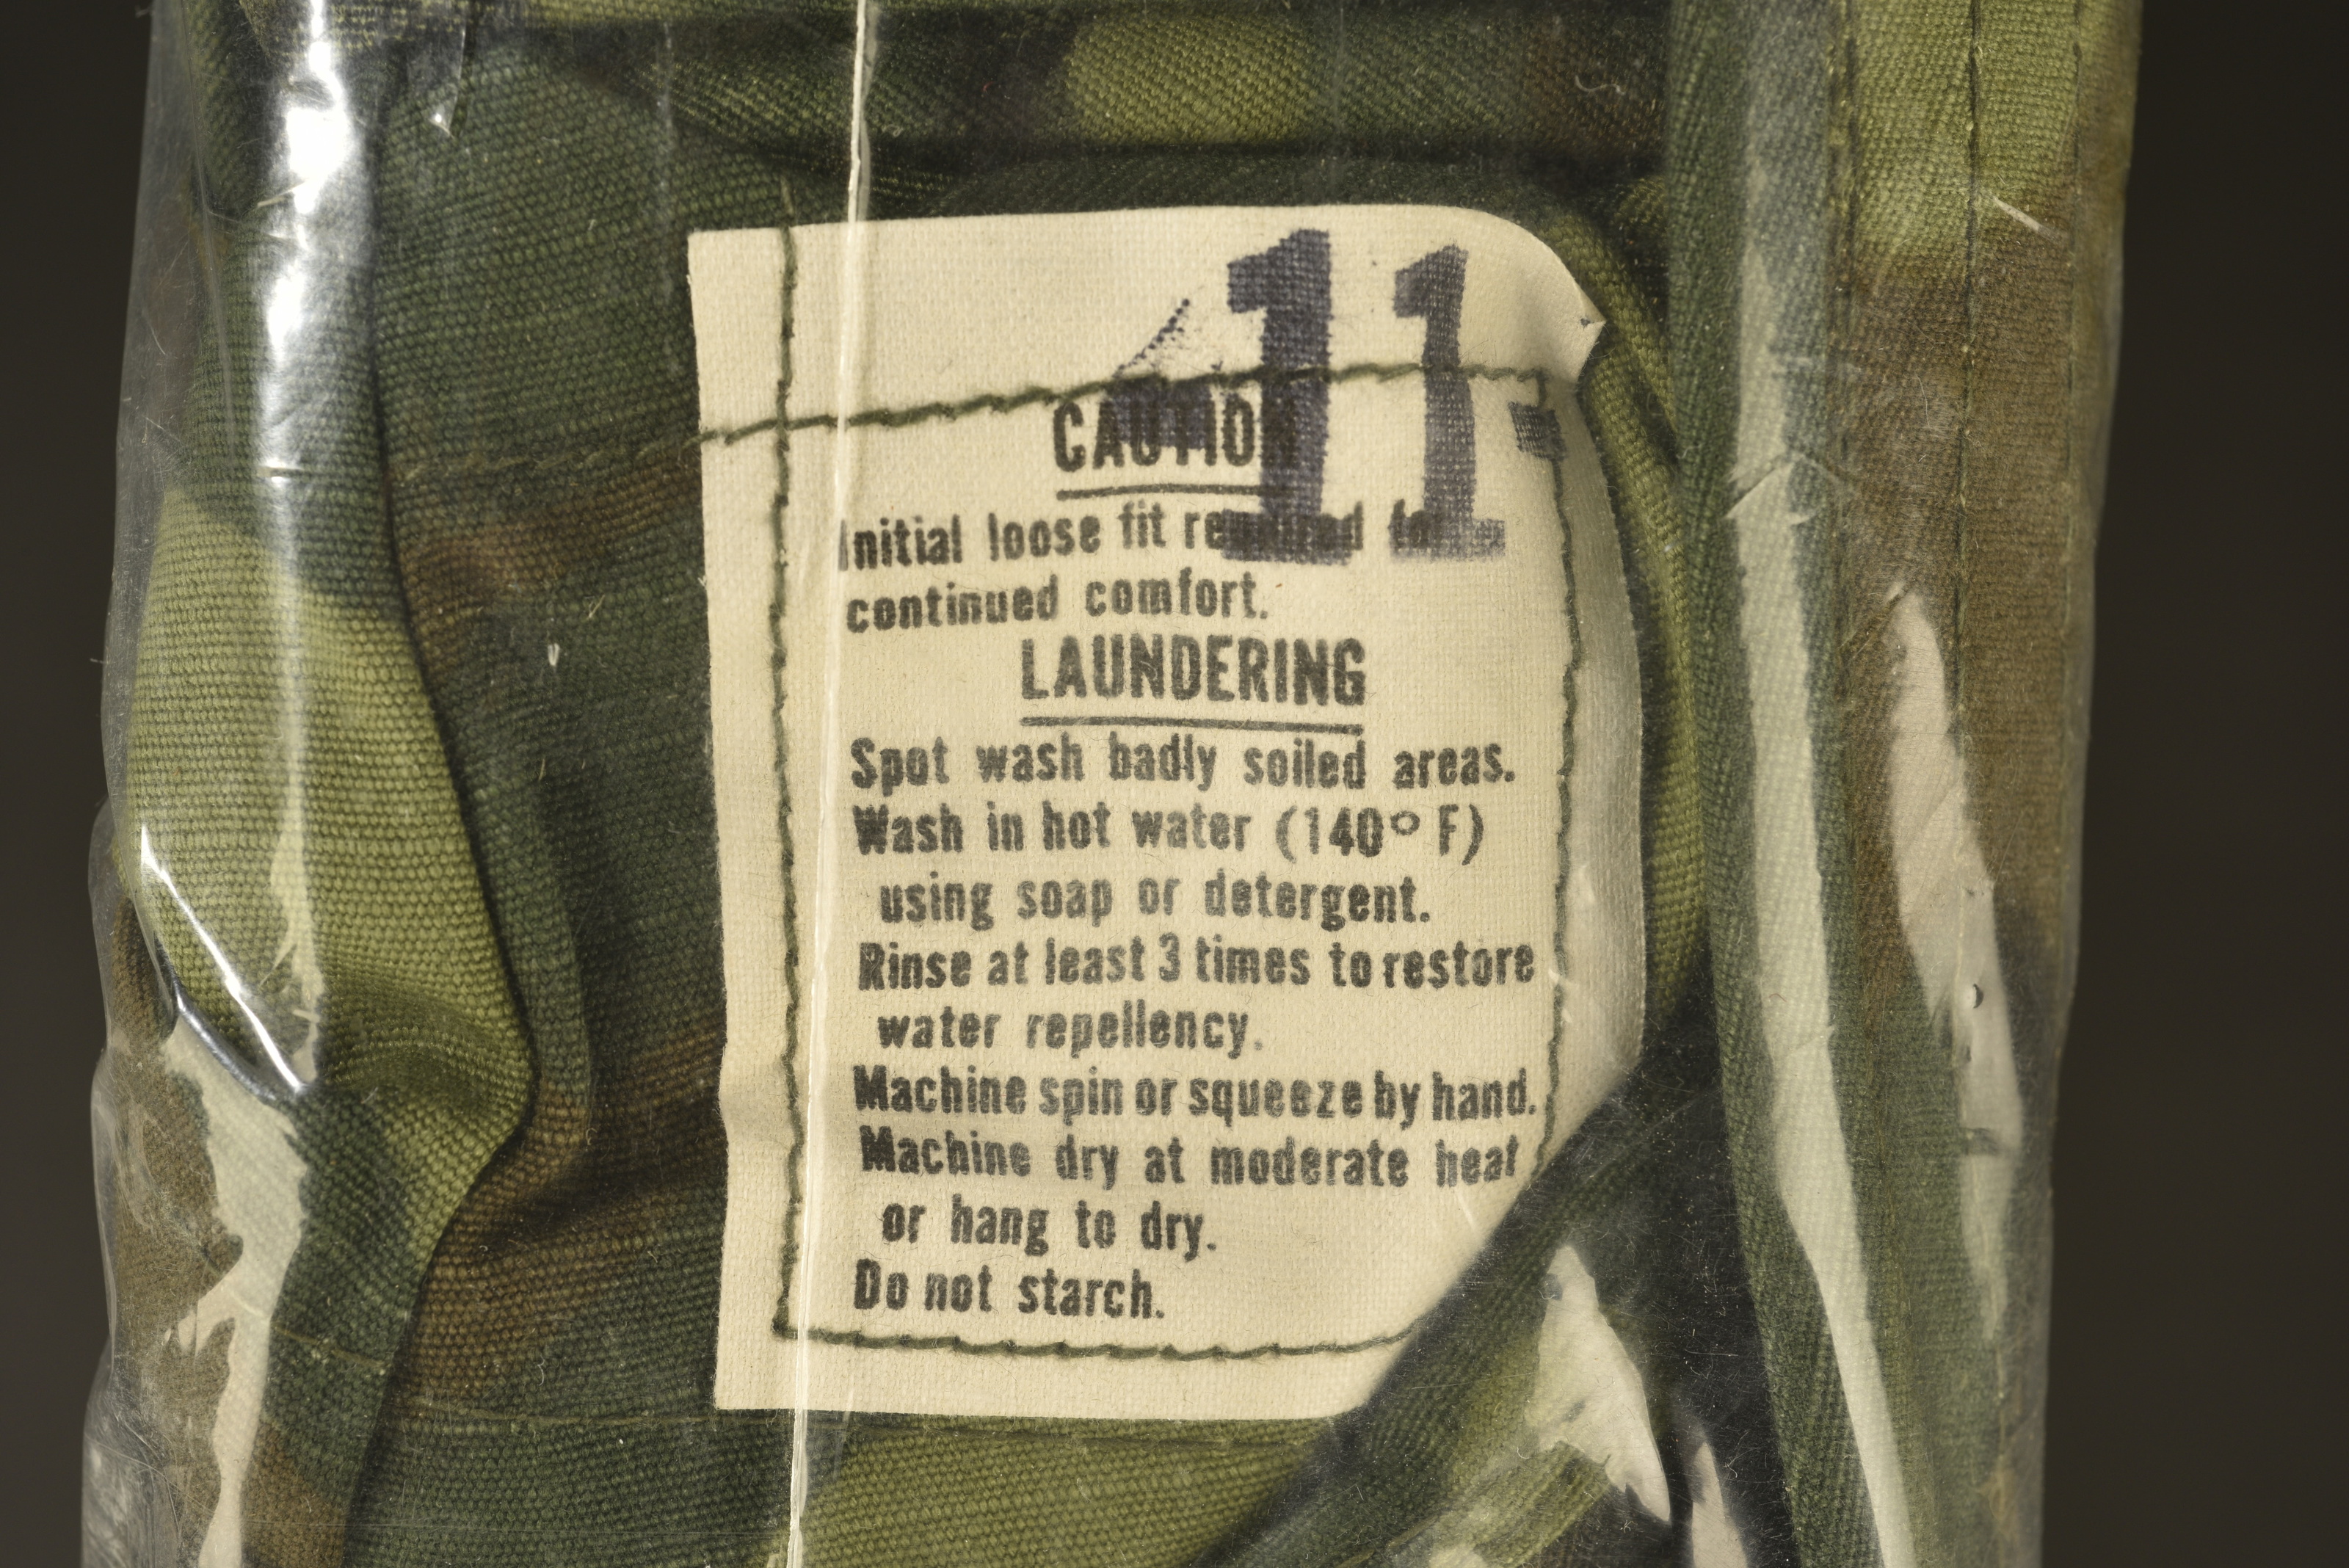 11-
CAUTION
Initial loose fit required for
continued comfort.
LAUNDERING
Spot wash badly soiled areas.
Wash in hot water (140° F)
using soap or detergent.
Rinse at least 3 times to restore
water repellency.
Machine spin or squeeze by hand.
Machine dry at moderate heat
or hang to dry.
Do not starch.